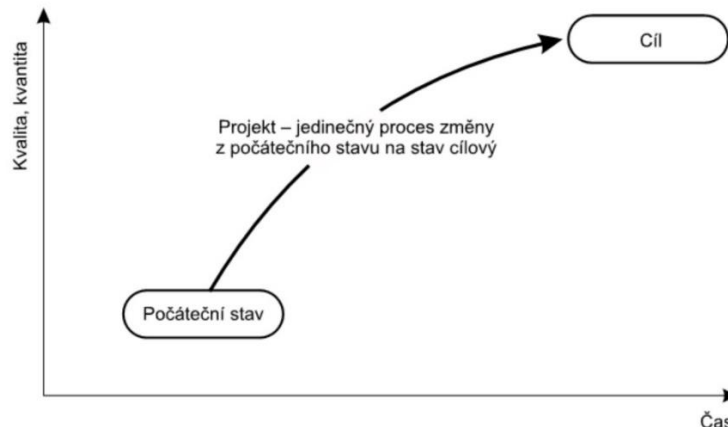 Kvalita, kvantita
Cíl
Projekt – jedinečný proces změny
z počátečního stavu na stav cílový
Počáteční stav
Čas